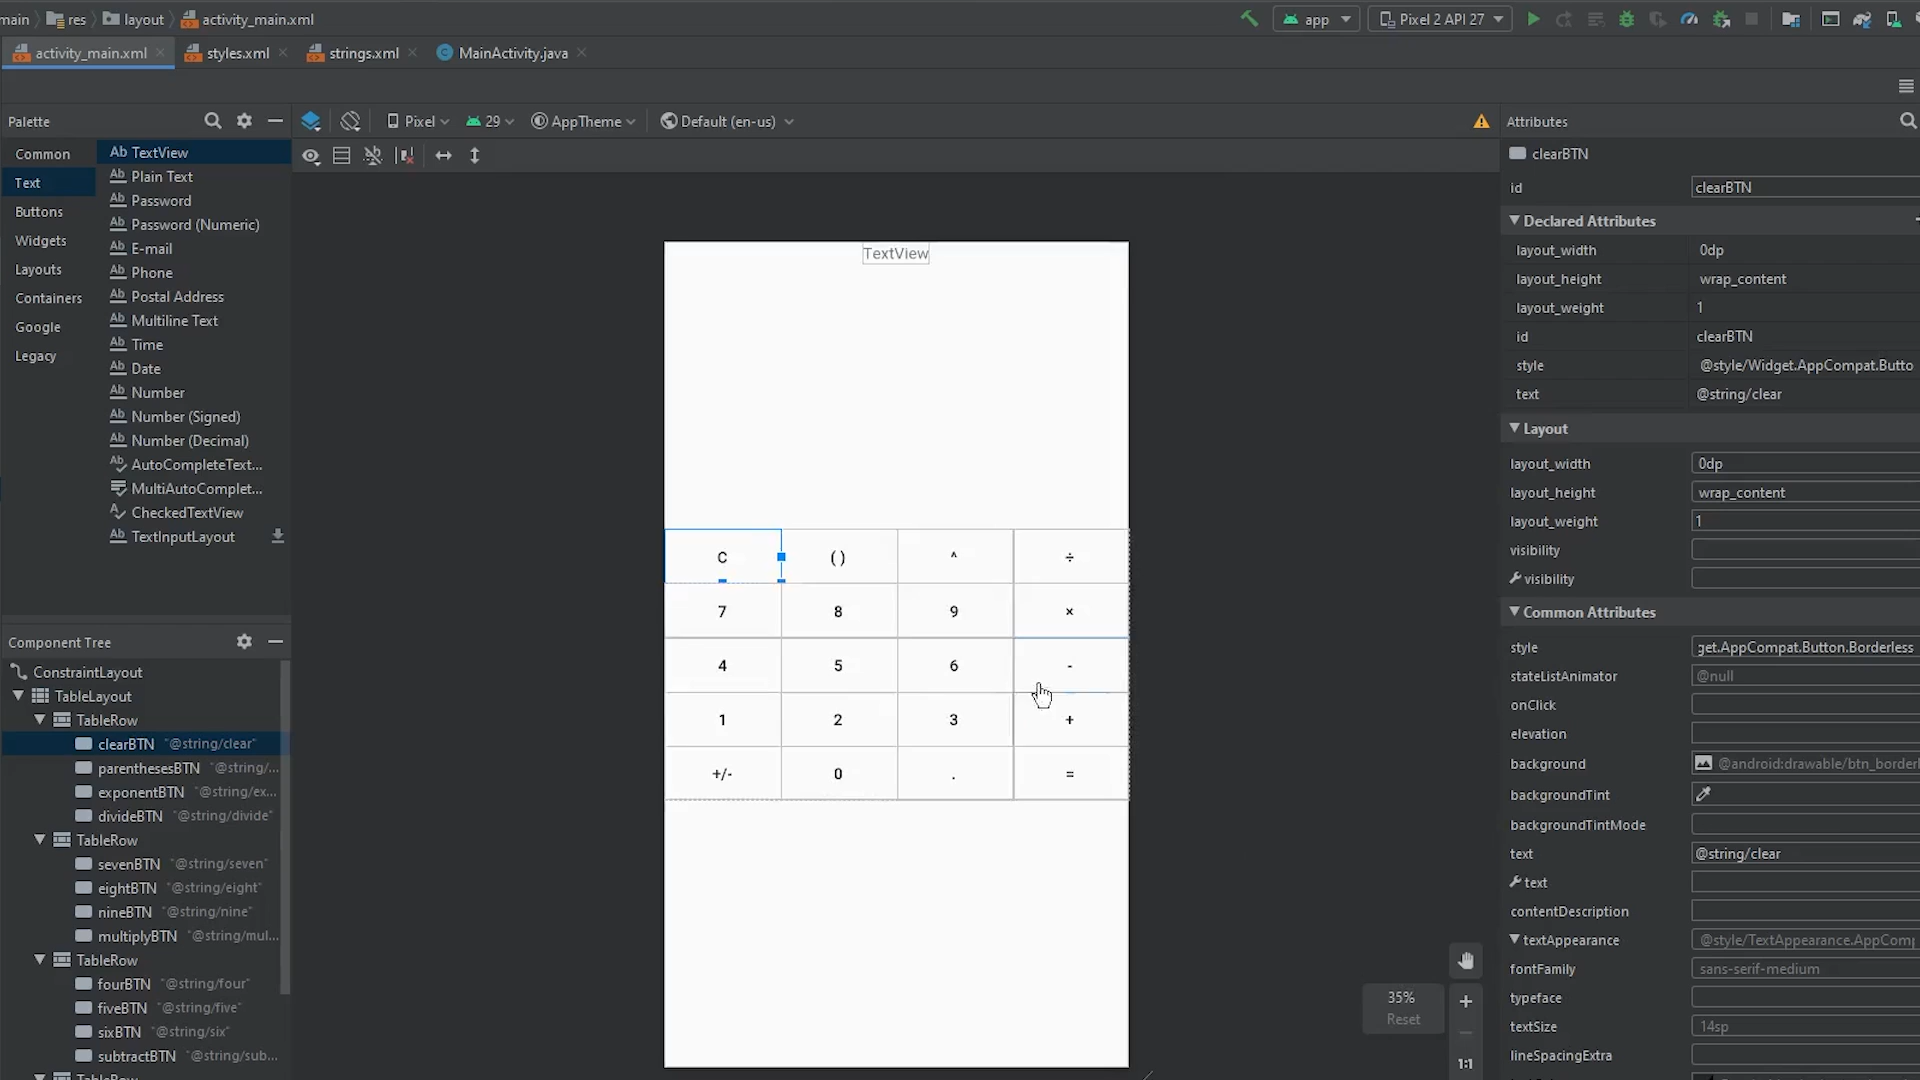 main res layout activity_main.xml app Pixel 2 API 27
activity_main.xml styles.xml strings.xml MainActivity.java
Palette
Pixel 29 AppTheme Default (en-us)
Attributes
Common
Text
Buttons
Widgets
Layouts
Containers
Google
Legacy
Ab TextView
Ab Plain Text
Ab Password
Ab Password (Numeric)
Ab E-mail
Ab Phone
Ab Postal Address
Ab Multiline Text
Ab Time
Ab Date
Ab Number
Ab Number (Signed)
Ab Number (Decimal)
AutoCompleteText...
MultiAutoComplet...
CheckedTextView
Ab TextInputLayout
Component Tree
ConstraintLayout
TableLayout
TableRow
clearBTN "@string/clear"
parenthesesBTN "@string/...
exponentBTN "@string/ex...
divideBTN "@string/divide"
TableRow
sevenBTN "@string/seven"
eightBTN "@string/eight"
nineBTN "@string/nine"
multiplyBTN "@string/mul...
TableRow
fourBTN "@string/four"
fiveBTN "@string/five"
sixBTN "@string/six"
subtractBTN "@string/sub...
TableRow
TextView
C ( ) ^ ÷
7 8 9 ×
4 5 6 -
1 2 3 +
+/- 0 . =
35%
Reset
1:1
clearBTN
id clearBTN
Declared Attributes
layout_width 0dp
layout_height wrap_content
layout_weight 1
id clearBTN
style @style/Widget.AppCompat.Butto
text @string/clear
Layout
layout_width 0dp
layout_height wrap_content
layout_weight 1
visibility
visibility
Common Attributes
style get.AppCompat.Button.Borderless
stateListAnimator @null
onClick
elevation
background @android:drawable/btn_borderl
backgroundTint
backgroundTintMode
text @string/clear
text
contentDescription
textAppearance @style/TextAppearance.AppComp
fontFamily sans-serif-medium
typeface
textSize 14sp
lineSpacingExtra